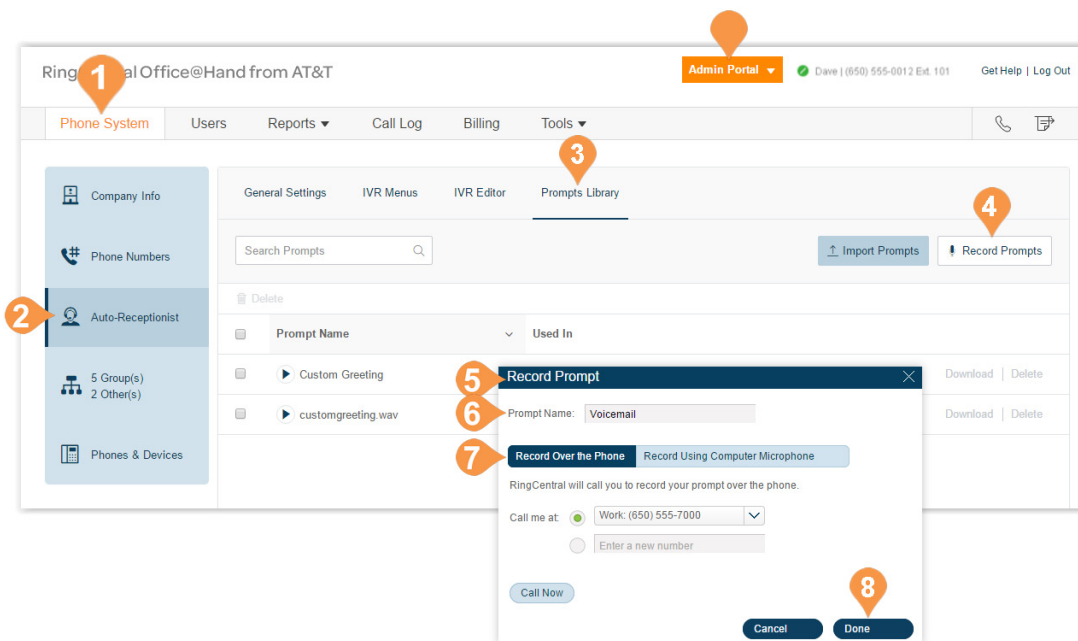 Ring al Office@Hand from AT&T
Admin Portal
Dave | (650) 555-0012 Ext. 101
Get Help | Log Out
1
Phone System
Users
Reports
Call Log
Billing
Tools
3
Company Info
General Settings
IVR Menus
IVR Editor
Prompts Library
4
Phone Numbers
Search Prompts
Import Prompts
Record Prompts
Delete
2
Auto-Receptionist
Prompt Name
Used In
5 Group(s)
2 Other(s)
Custom Greeting
5
Record Prompt
Download | Delete
customgreeting.wav
6
Prompt Name:
Voicemail
Download | Delete
Phones & Devices
7
Record Over the Phone
Record Using Computer Microphone
RingCentral will call you to record your prompt over the phone.
Call me at:
Work: (650) 555-7000
Enter a new number
Call Now
8
Cancel
Done